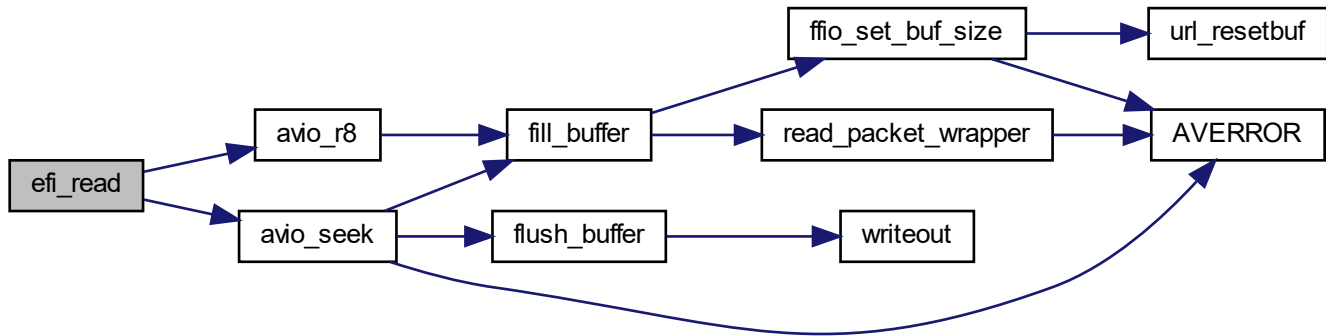 efi_read
avio_r8
avio_seek
fill_buffer
flush_buffer
ffio_set_buf_size
read_packet_wrapper
writeout
url_resetbuf
AVERROR